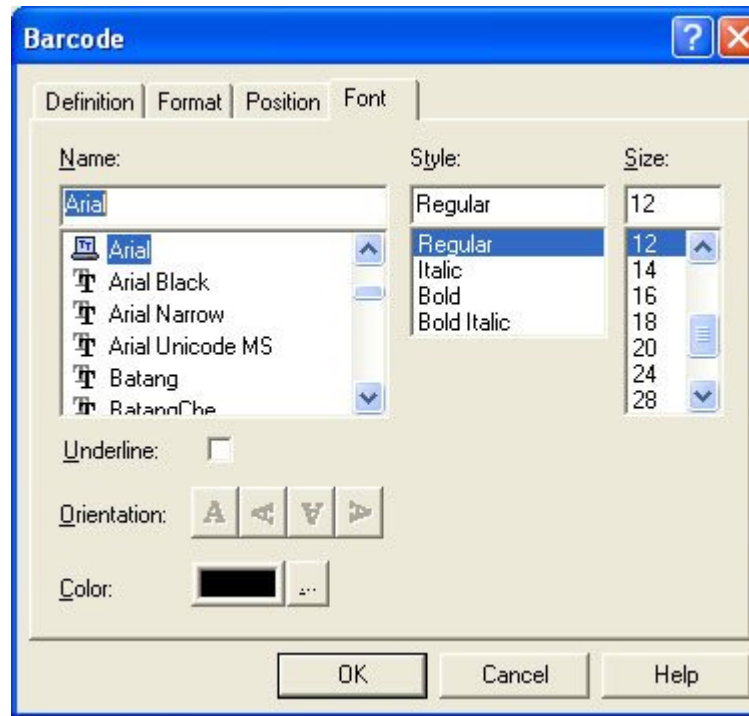 Barcode
Definition Format Position Font
Name: Style: Size:
Arial Regular 12
Arial Regular 12
Arial Black Italic 14
Arial Narrow Bold 16
Arial Unicode MS Bold Italic 18
Batang 20
BatangChe 24
28
Underline:
Orientation: A A A A
Color: ...
OK Cancel Help